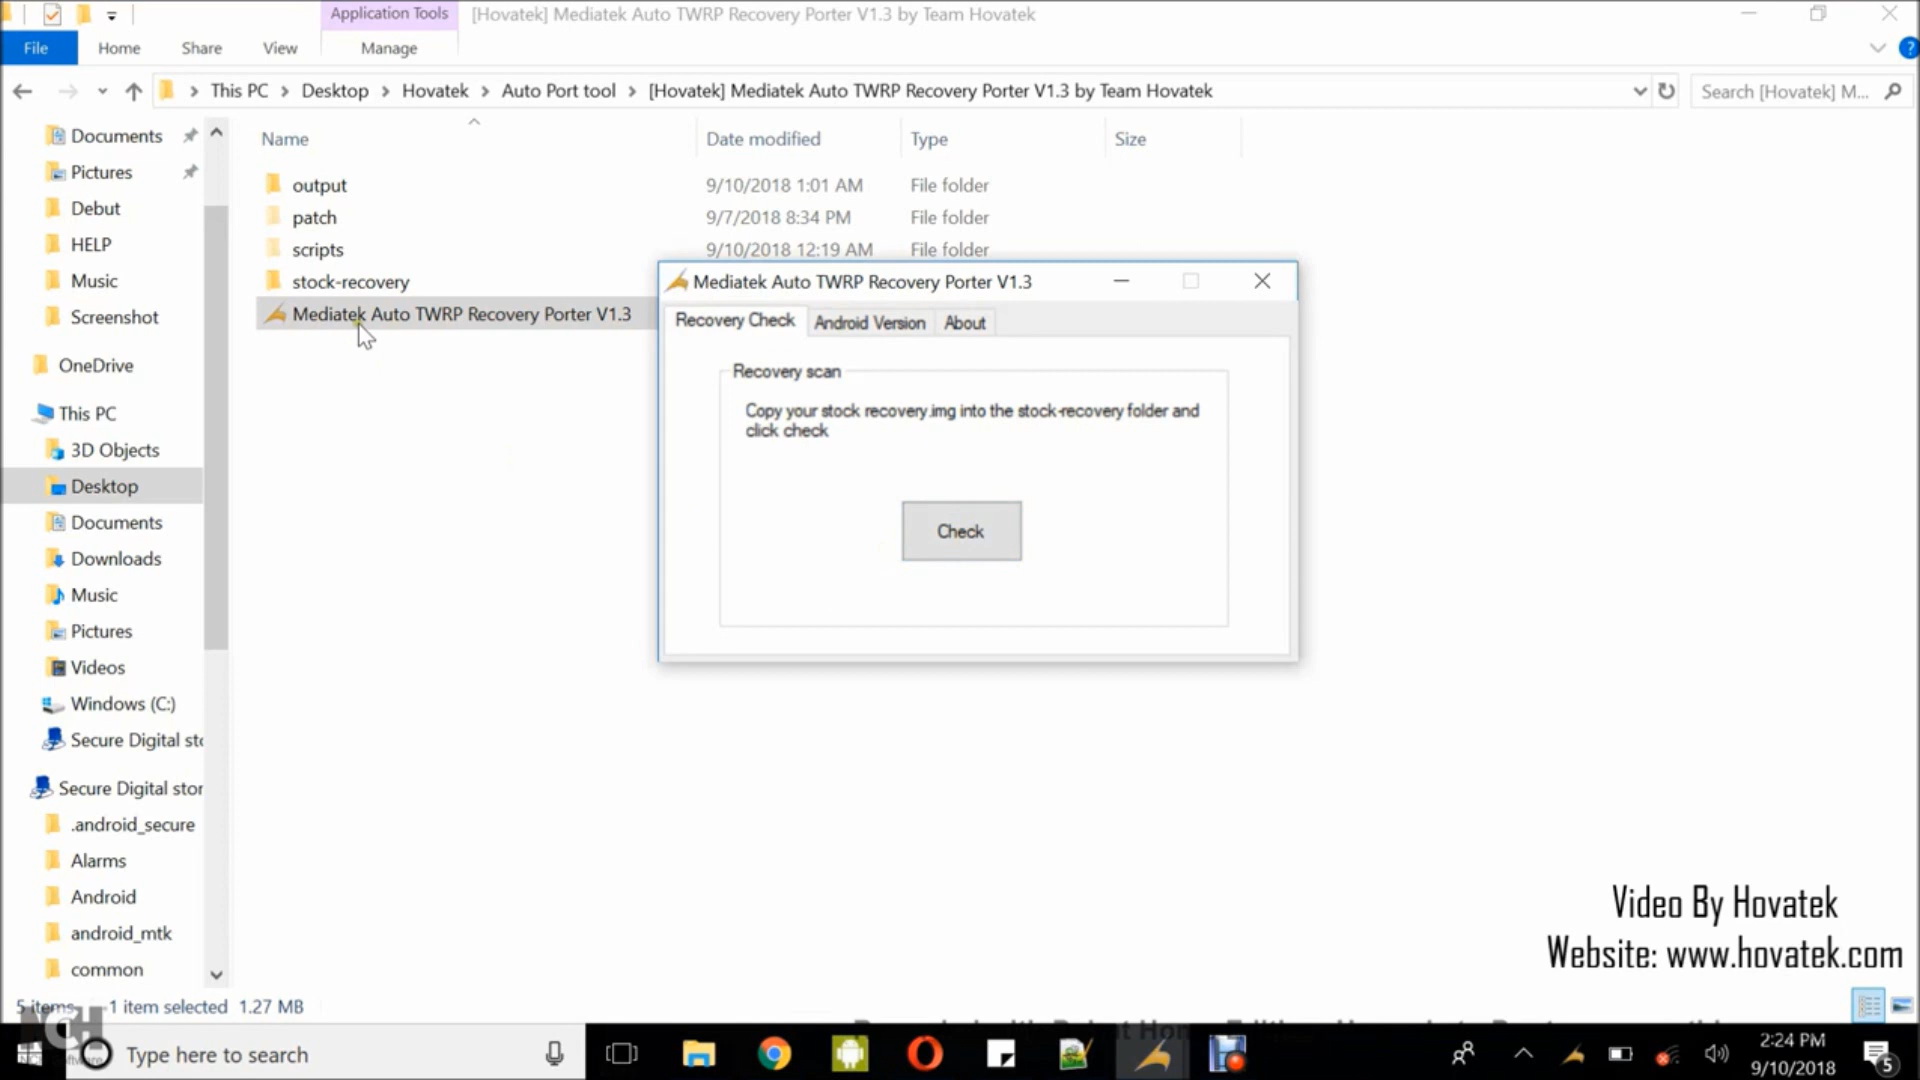 Application Tools
[Hovatek] Mediatek Auto TWRP Recovery Porter V1.3 by Team Hovatek
File
Home
Share
View
Manage
This PC > Desktop > Hovatek > Auto Port tool > [Hovatek] Mediatek Auto TWRP Recovery Porter V1.3 by Team Hovatek
Search [Hovatek] M...
Name
Date modified
Type
Size
output
9/10/2018 1:01 AM
File folder
patch
9/7/2018 8:34 PM
File folder
scripts
9/10/2018 12:19 AM
File folder
stock-recovery
Mediatek Auto TWRP Recovery Porter V1.3
Documents
Pictures
Debut
HELP
Music
Screenshot
OneDrive
This PC
3D Objects
Desktop
Documents
Downloads
Music
Pictures
Videos
Windows (C:)
Secure Digital sto
Secure Digital stor
.android_secure
Alarms
Android
android_mtk
common
Mediatek Auto TWRP Recovery Porter V1.3
Recovery Check
Android Version
About
Recovery scan
Copy your stock recovery.img into the stock-recovery folder and
click check
Check
Video By Hovatek
Website: www.hovatek.com
5 items
1 item selected 1.27 MB
NCH
Type here to search
2:24 PM
9/10/2018
5